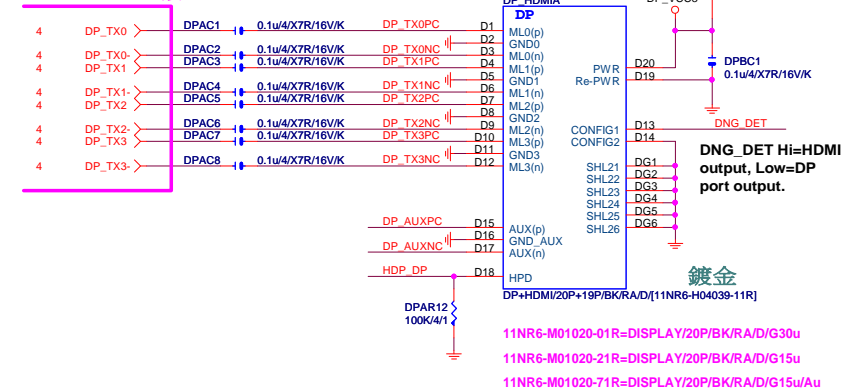 DP_HDMIA
DP
4 DP_TX0 DPAC1 0.1u/4/X7R/16V/K DP_TX0PC D1 ML0(p)
D2 GND0
4 DP_TX0- DPAC2 0.1u/4/X7R/16V/K DP_TX0NC D3 ML0(n)
4 DP_TX1 DPAC3 0.1u/4/X7R/16V/K DP_TX1PC D4 ML1(p)
D5 GND1
4 DP_TX1- DPAC4 0.1u/4/X7R/16V/K DP_TX1NC D6 ML1(n)
4 DP_TX2 DPAC5 0.1u/4/X7R/16V/K DP_TX2PC D7 ML2(p)
D8 GND2
4 DP_TX2- DPAC6 0.1u/4/X7R/16V/K DP_TX2NC D9 ML2(n)
4 DP_TX3 DPAC7 0.1u/4/X7R/16V/K DP_TX3PC D10 ML3(p)
D11 GND3
4 DP_TX3- DPAC8 0.1u/4/X7R/16V/K DP_TX3NC D12 ML3(n)
DP_AUXPC D15 AUX(p)
D16 GND_AUX
DP_AUXNC D17 AUX(n)
HDP_DP D18 HPD
DPAR12
100K/4/1
PWR D20
Re-PWR D19
DPBC1
0.1u/4/X7R/16V/K
CONFIG1 D13 DNG_DET
CONFIG2 D14
SHL21 DG1
SHL22 DG2
SHL23 DG3
SHL24 DG4
SHL25 DG5
SHL26 DG6
DNG_DET Hi=HDMI
output, Low=DP
port output.
鍍金
DP+HDMI/20P+19P/BK/RA/D/[11NR6-H04039-11R]
11NR6-M01020-01R=DISPLAY/20P/BK/RA/D/G30u
11NR6-M01020-21R=DISPLAY/20P/BK/RA/D/G15u
11NR6-M01020-71R=DISPLAY/20P/BK/RA/D/G15u/Au